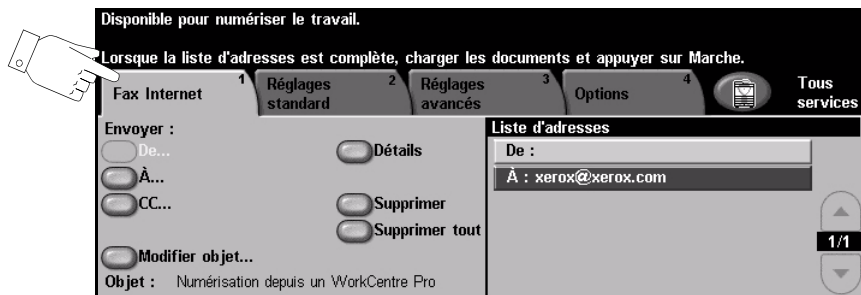 Disponible pour numériser le travail.
Lorsque la liste d'adresses est complète, charger les documents et appuyer sur Marche.
Fax Internet 1
Réglages standard 2
Réglages avancés 3
Options 4
Tous services
Envoyer :
De...
Détails
À...
CC...
Supprimer
Supprimer tout
Modifier objet...
Objet : Numérisation depuis un WorkCentre Pro
Liste d'adresses
De :
À : xerox@xerox.com
1/1